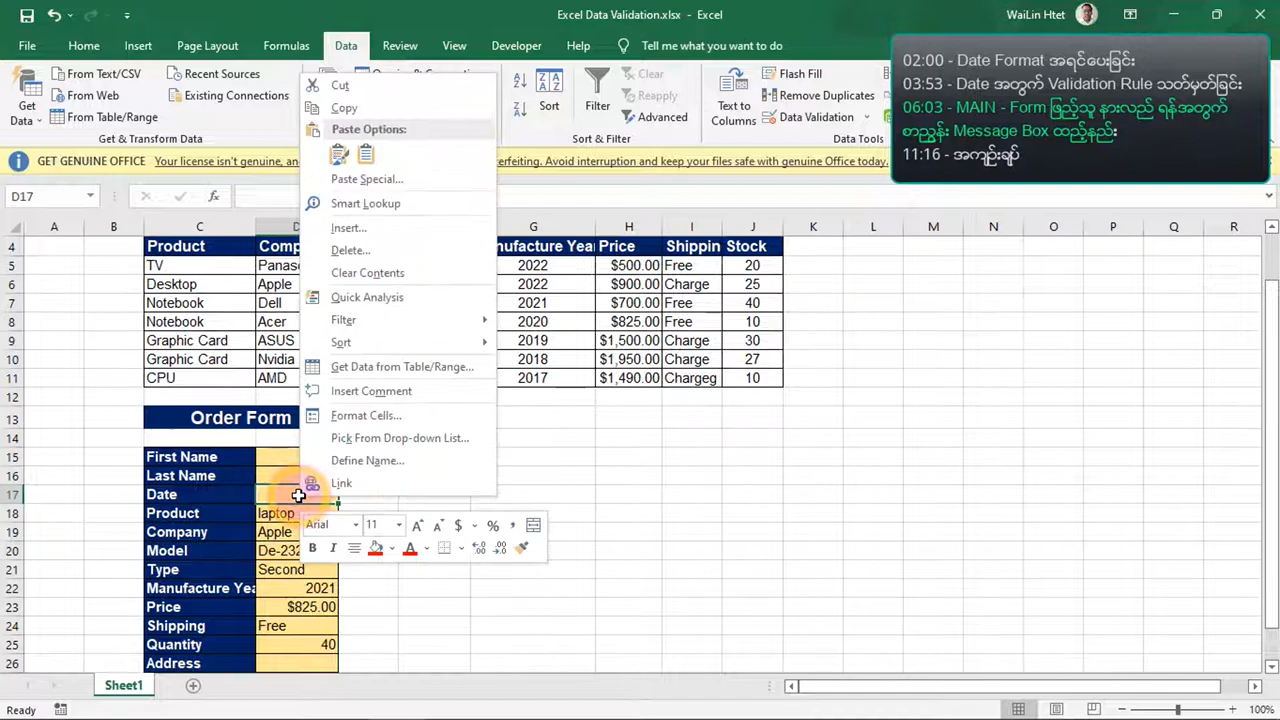 Excel Data Validation.xlsx - Excel
WaiLin Htet
File Home Insert Page Layout Formulas Data Review View Developer Help Tell me what you want to do
02:00 - Date Format အရင်ပေးခြင်း
03:53 - Date အတွက် Validation Rule သတ်မှတ်ခြင်း
06:03 - MAIN - Form ဖြည့်သူ နားလည် ရန်အတွက်
စာညွှန်း Message Box ထည့်နည်း
11:16 - အကျဉ်းချုပ်
Get
Data
From Text/CSV
From Web
From Table/Range
Recent Sources
Existing Connections
Get & Transform Data
Sort
Filter
Clear
Reapply
Advanced
Sort & Filter
Text to
Columns
Flash Fill
Remove Duplicates
Data Validation
GET GENUINE OFFICE Your license isn't genuine, an
erfeiting. Avoid interruption and keep your files safe with genuine Office today.
D17
fx
Cut
Copy
Paste Options:
Paste Special...
Smart Lookup
Insert...
Delete...
Clear Contents
Quick Analysis
Filter
Sort
Get Data from Table/Range...
Insert Comment
Format Cells...
Pick From Drop-down List...
Define Name...
Link
Arial 11 $ % ,
B I A
A B C D G H I J K L M N O P Q R
4 Product Comp nufacture Yea Price Shippin Stock
5 TV Panas 2022 $500.00 Free 20
6 Desktop Apple 2022 $900.00 Charge 25
7 Notebook Dell 2021 $700.00 Free 40
8 Notebook Acer 2020 $825.00 Free 10
9 Graphic Card ASUS 2019 $1,500.00 Charge 30
10 Graphic Card Nvidia 2018 $1,950.00 Charge 27
11 CPU AMD 2017 $1,490.00 Chargeg 10
12
13 Order Form
14
15 First Name
16 Last Name
17 Date
18 Product laptop
19 Company Apple
20 Model De-232
21 Type Second
22 Manufacture Yea 2021
23 Price $825.00
24 Shipping Free
25 Quantity 40
26 Address
Sheet1
Ready
100%